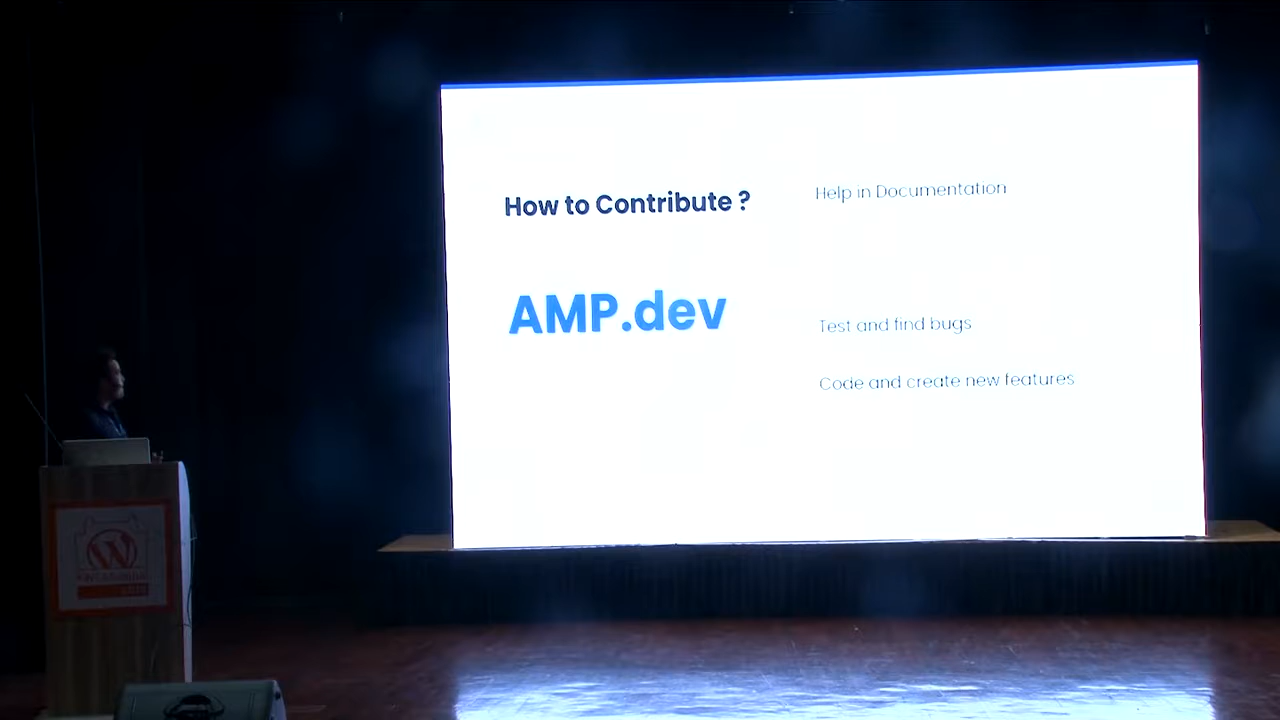 How to Contribute ?
AMP.dev
Help in Documentation
Test and find bugs
Code and create new features